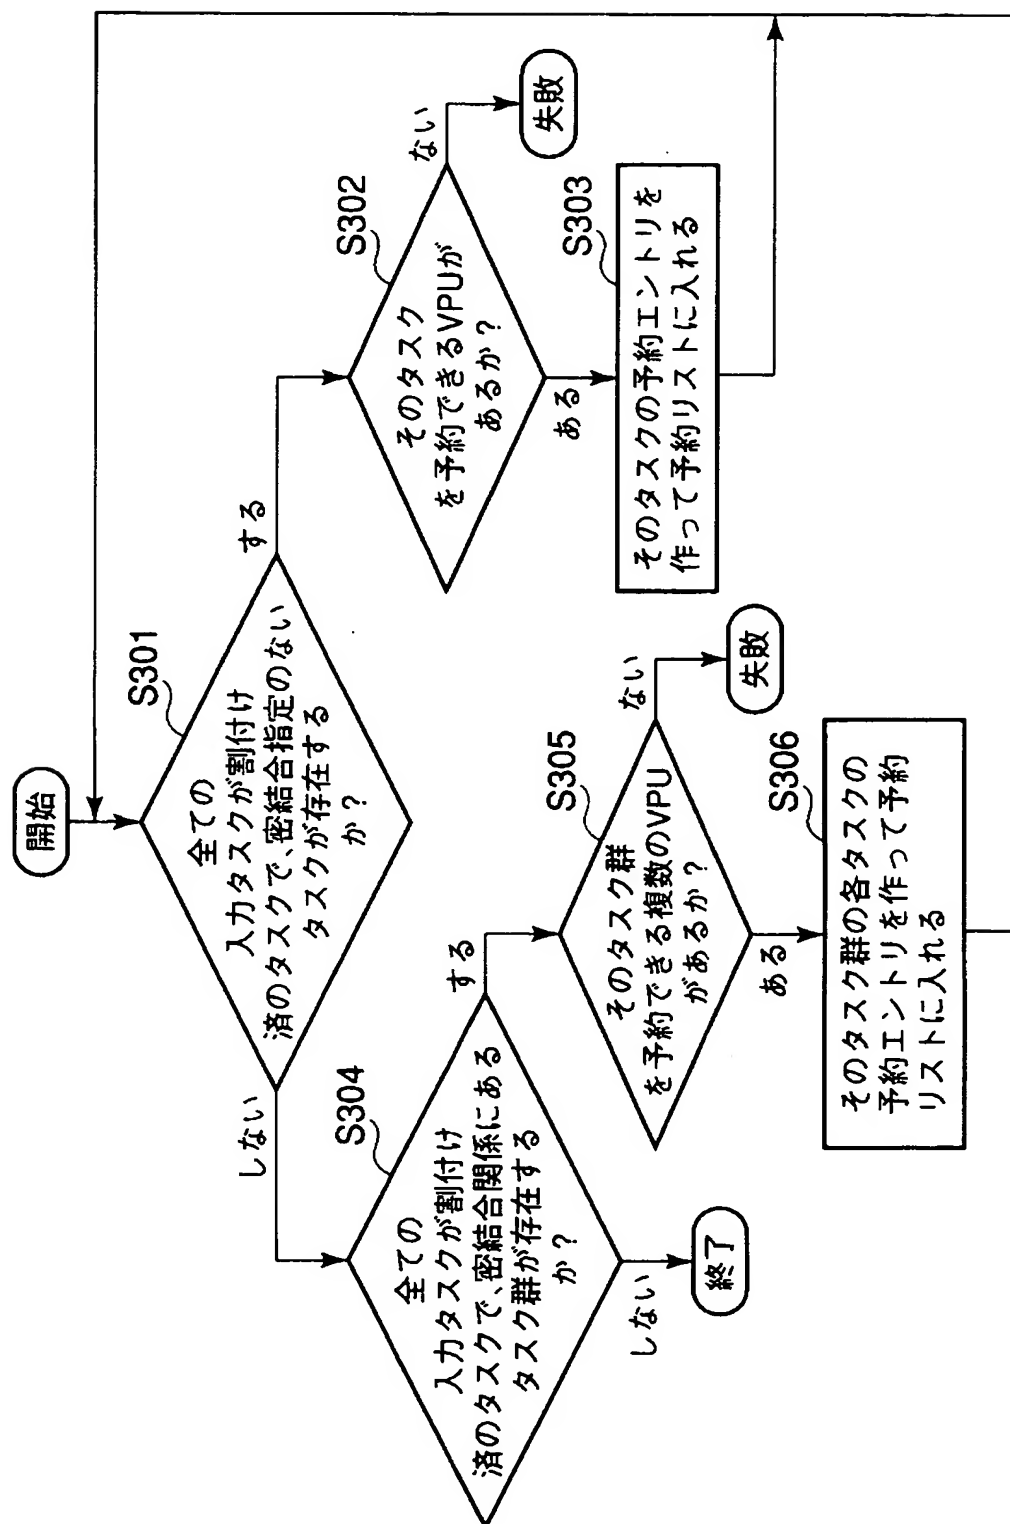 開始
S301
全ての
入力タスクが割付け
済のタスクで、密結合指定のない
タスクが存在する
か?
する
しない
S302
そのタスク
を予約できるVPUが
あるか?
ない
失敗
ある
S303
そのタスクの予約エントリを
作って予約リストに入れる
S304
全ての
入力タスクが割付け
済のタスクで、密結合関係にある
タスク群が存在する
か?
する
しない
終了
S305
そのタスク群
を予約できる複数のVPU
があるか?
ない
失敗
ある
S306
そのタスク群の各タスクの
予約エントリを作って予約
リストに入れる